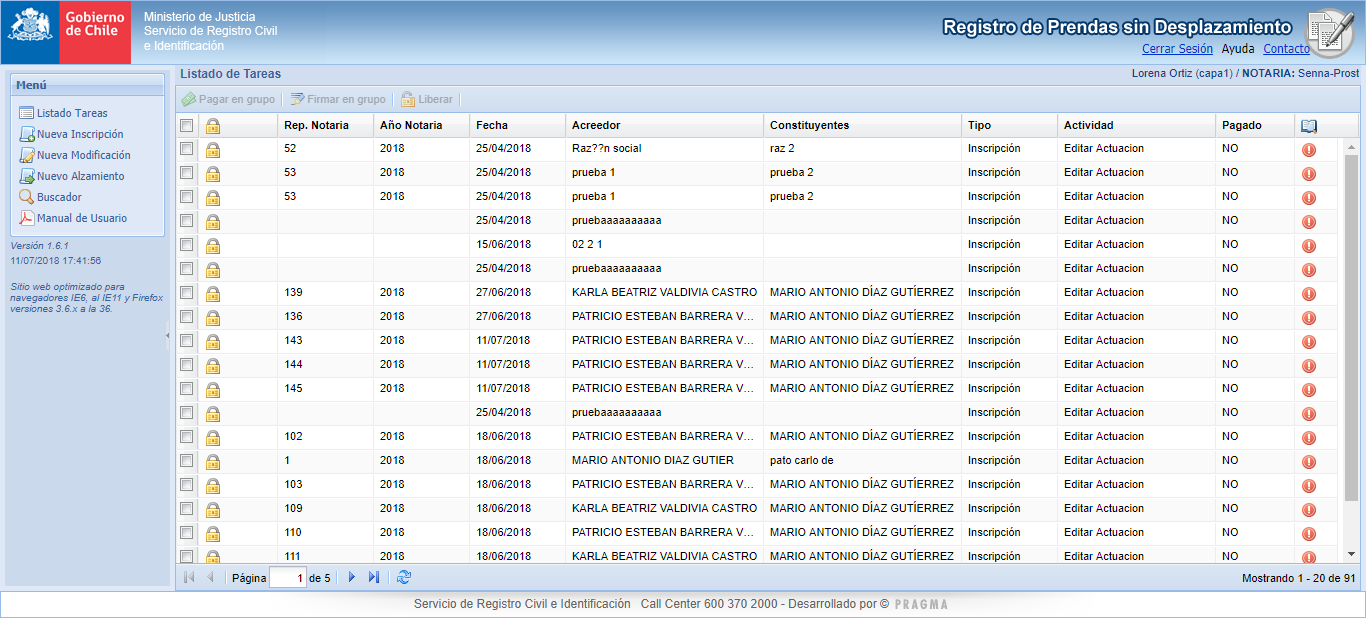 Gobierno
de Chile
Ministerio de Justicia
Servicio de Registro Civil
e Identificación
Registro de Prendas sin Desplazamiento
Cerrar Sesión Ayuda Contacto
Menú
Listado Tareas
Nueva Inscripción
Nueva Modificación
Nuevo Alzamiento
Buscador
Manual de Usuario
Versión 1.6.1
11/07/2018 17:41:56
Sitio web optimizado para
navegadores IE6, al IE11 y Firefox
versiones 3.6.x a la 36.
Listado de Tareas
Lorena Ortiz (capa1) / NOTARIA: Senna-Prost
Pagar en grupo Firmar en grupo Liberar
Rep. Notaria Año Notaria Fecha Acreedor Constituyentes Tipo Actividad Pagado
52 2018 25/04/2018 Raz??n social raz 2 Inscripción Editar Actuacion NO
53 2018 25/04/2018 prueba 1 prueba 2 Inscripción Editar Actuacion NO
53 2018 25/04/2018 prueba 1 prueba 2 Inscripción Editar Actuacion NO
25/04/2018 pruebaaaaaaaaaa Inscripción Editar Actuacion NO
15/06/2018 02 2 1 Inscripción Editar Actuacion NO
25/04/2018 pruebaaaaaaaaaa Inscripción Editar Actuacion NO
139 2018 27/06/2018 KARLA BEATRIZ VALDIVIA CASTRO MARIO ANTONIO DÍAZ GUTÍERREZ Inscripción Editar Actuacion NO
136 2018 27/06/2018 PATRICIO ESTEBAN BARRERA V... MARIO ANTONIO DÍAZ GUTÍERREZ Inscripción Editar Actuacion NO
143 2018 11/07/2018 PATRICIO ESTEBAN BARRERA V... MARIO ANTONIO DÍAZ GUTÍERREZ Inscripción Editar Actuacion NO
144 2018 11/07/2018 PATRICIO ESTEBAN BARRERA V... MARIO ANTONIO DÍAZ GUTÍERREZ Inscripción Editar Actuacion NO
145 2018 11/07/2018 PATRICIO ESTEBAN BARRERA V... MARIO ANTONIO DÍAZ GUTÍERREZ Inscripción Editar Actuacion NO
25/04/2018 pruebaaaaaaaaaa Inscripción Editar Actuacion NO
102 2018 18/06/2018 PATRICIO ESTEBAN BARRERA V... MARIO ANTONIO DÍAZ GUTÍERREZ Inscripción Editar Actuacion NO
1 2018 18/06/2018 MARIO ANTONIO DIAZ GUTIER pato carlo de Inscripción Editar Actuacion NO
103 2018 18/06/2018 PATRICIO ESTEBAN BARRERA V... MARIO ANTONIO DÍAZ GUTÍERREZ Inscripción Editar Actuacion NO
109 2018 18/06/2018 KARLA BEATRIZ VALDIVIA CASTRO MARIO ANTONIO DÍAZ GUTÍERREZ Inscripción Editar Actuacion NO
110 2018 18/06/2018 PATRICIO ESTEBAN BARRERA V... MARIO ANTONIO DÍAZ GUTÍERREZ Inscripción Editar Actuacion NO
111 2018 18/06/2018 KARLA BEATRIZ VALDIVIA CASTRO MARIO ANTONIO DÍAZ GUTÍERREZ Inscripción Editar Actuacion NO
Página 1 de 5 Mostrando 1 - 20 de 91
Servicio de Registro Civil e Identificación Call Center 600 370 2000 - Desarrollado por © PRAGMA